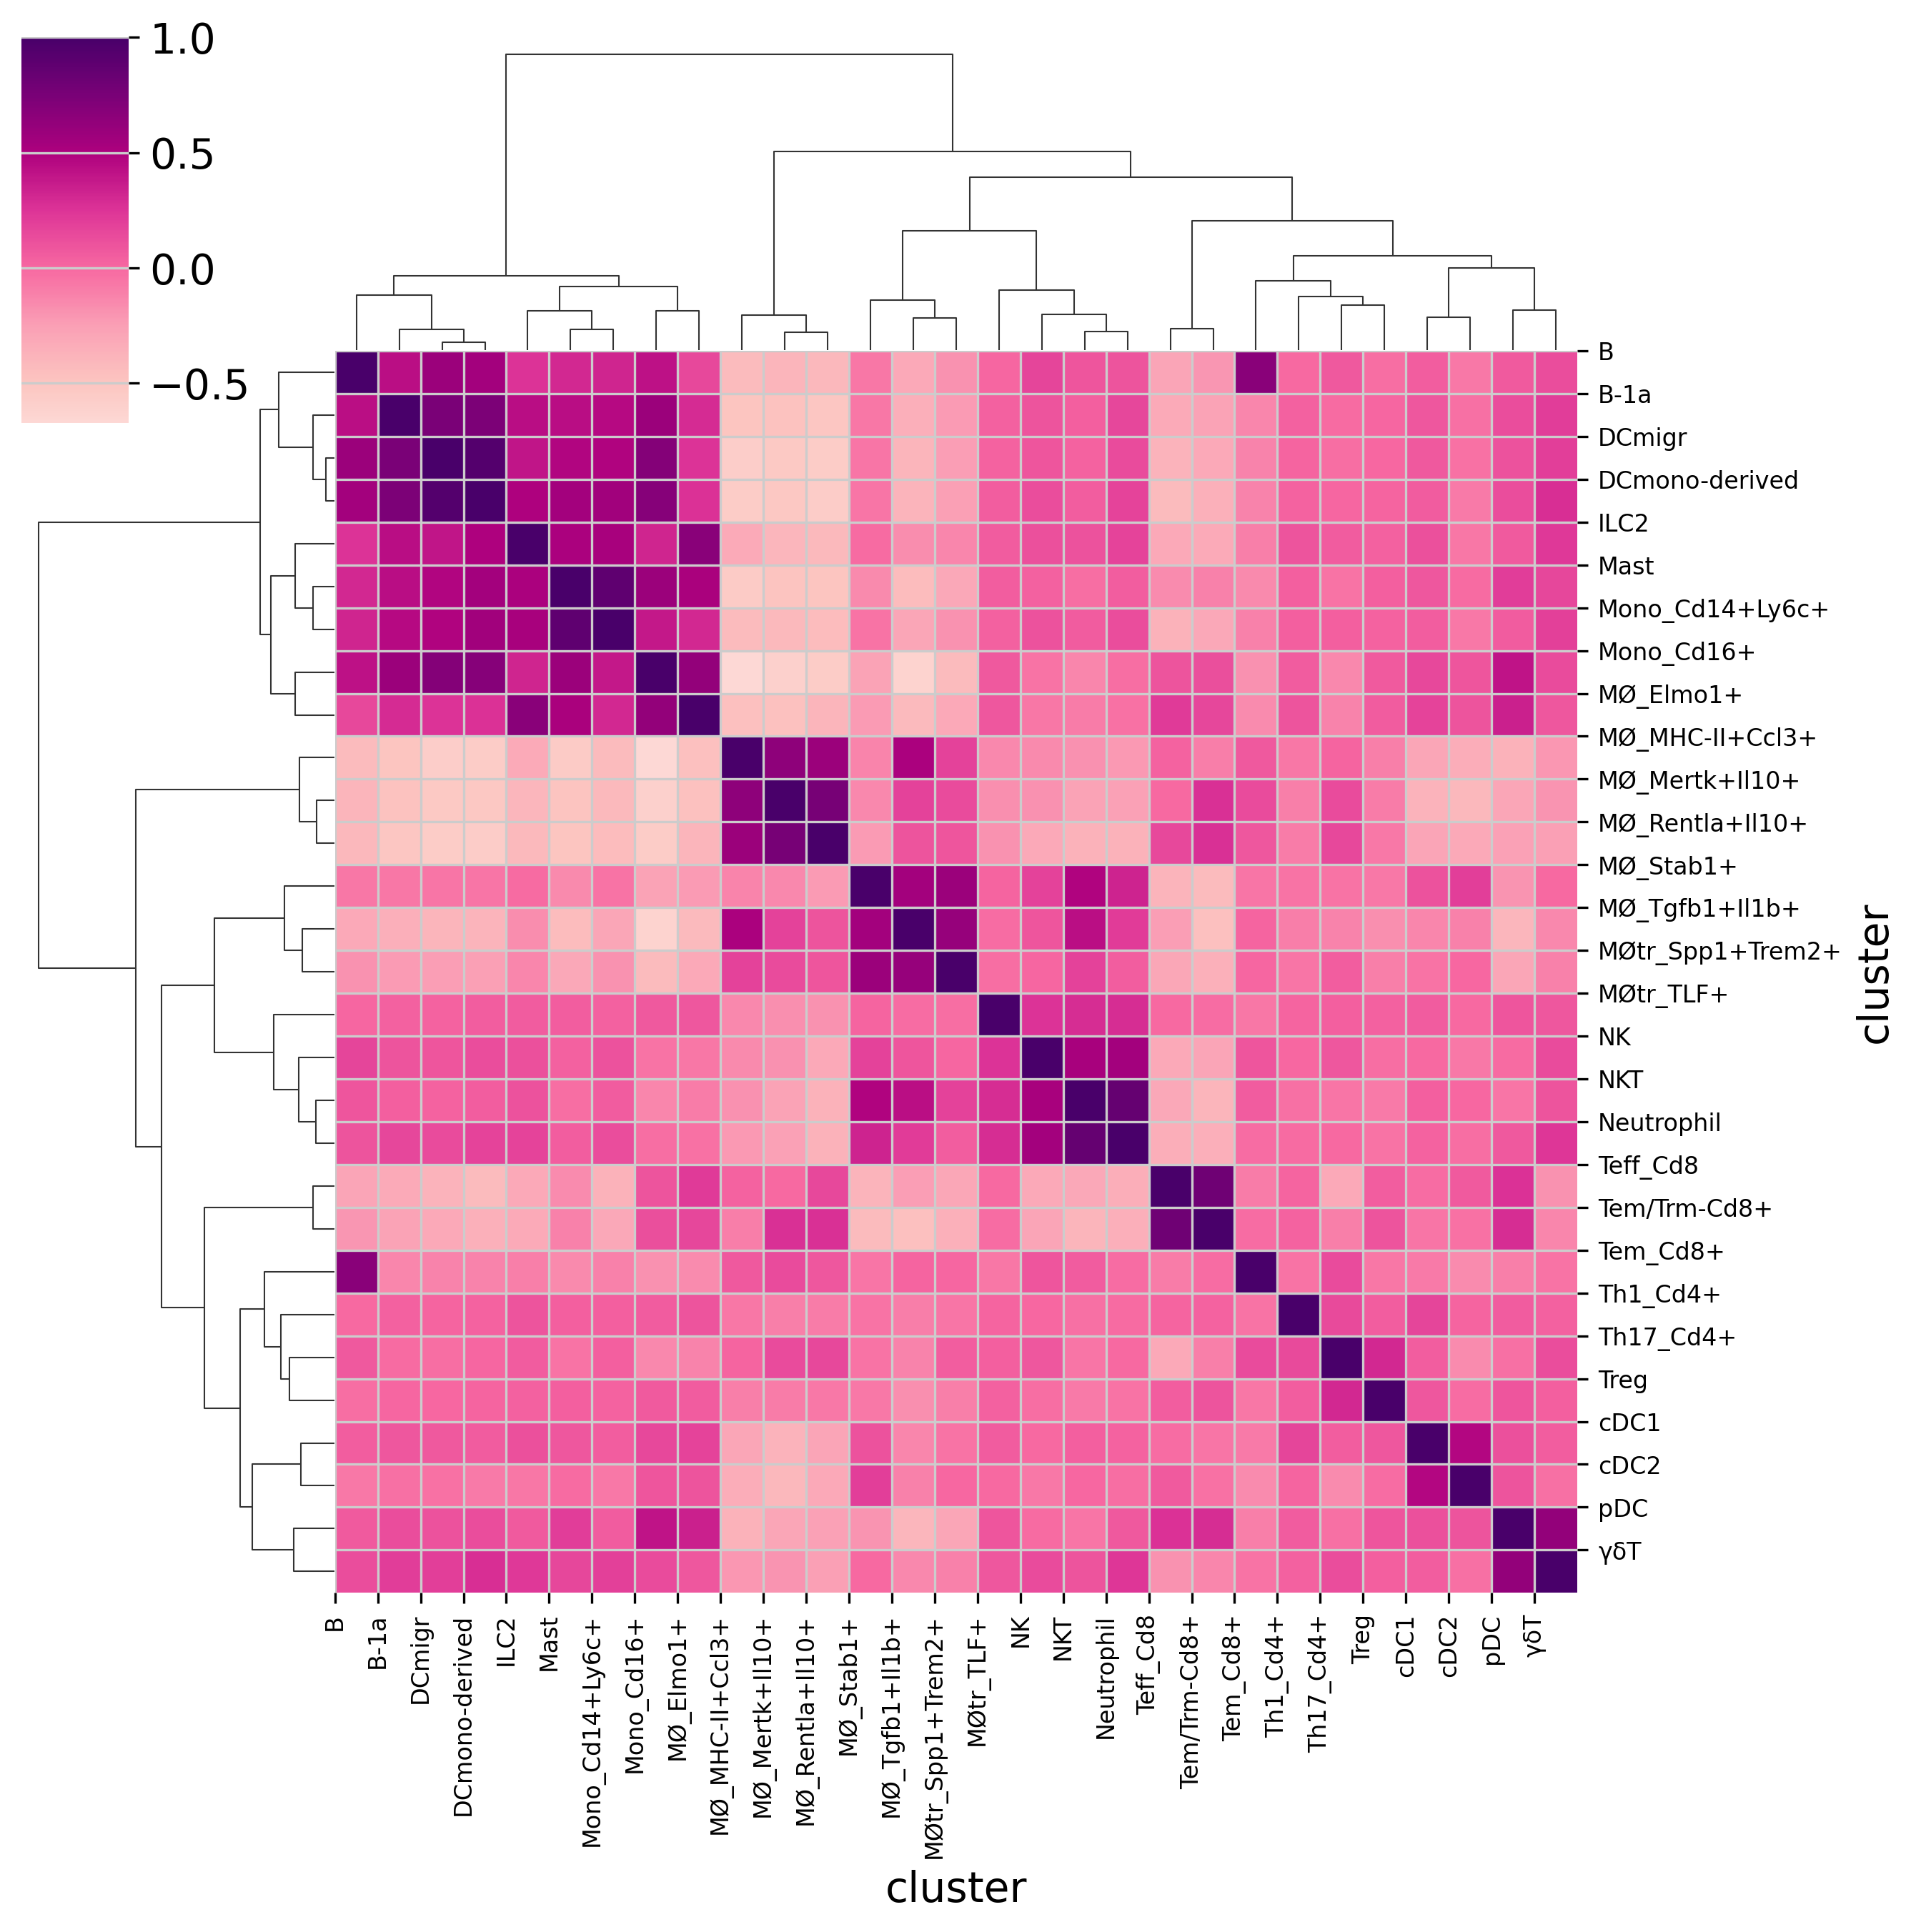 1.0
0.5
0.0
−0.5
B
B-1a
DCmigr
DCmono-derived
ILC2
Mast
Mono_Cd14+Ly6c+
Mono_Cd16+
MØ_Elmo1+
MØ_MHC-II+Ccl3+
MØ_Mertk+Il10+
MØ_Rentla+Il10+
MØ_Stab1+
MØ_Tgfb1+Il1b+
MØtr_Spp1+Trem2+
MØtr_TLF+
NK
NKT
Neutrophil
Teff_Cd8
Tem/Trm-Cd8+
Tem_Cd8+
Th1_Cd4+
Th17_Cd4+
Treg
cDC1
cDC2
pDC
γδT
cluster
B
B-1a
DCmigr
DCmono-derived
ILC2
Mast
Mono_Cd14+Ly6c+
Mono_Cd16+
MØ_Elmo1+
MØ_MHC-II+Ccl3+
MØ_Mertk+Il10+
MØ_Rentla+Il10+
MØ_Stab1+
MØ_Tgfb1+Il1b+
MØtr_Spp1+Trem2+
MØtr_TLF+
NK
NKT
Neutrophil
Teff_Cd8
Tem/Trm-Cd8+
Tem_Cd8+
Th1_Cd4+
Th17_Cd4+
Treg
cDC1
cDC2
pDC
γδT
cluster